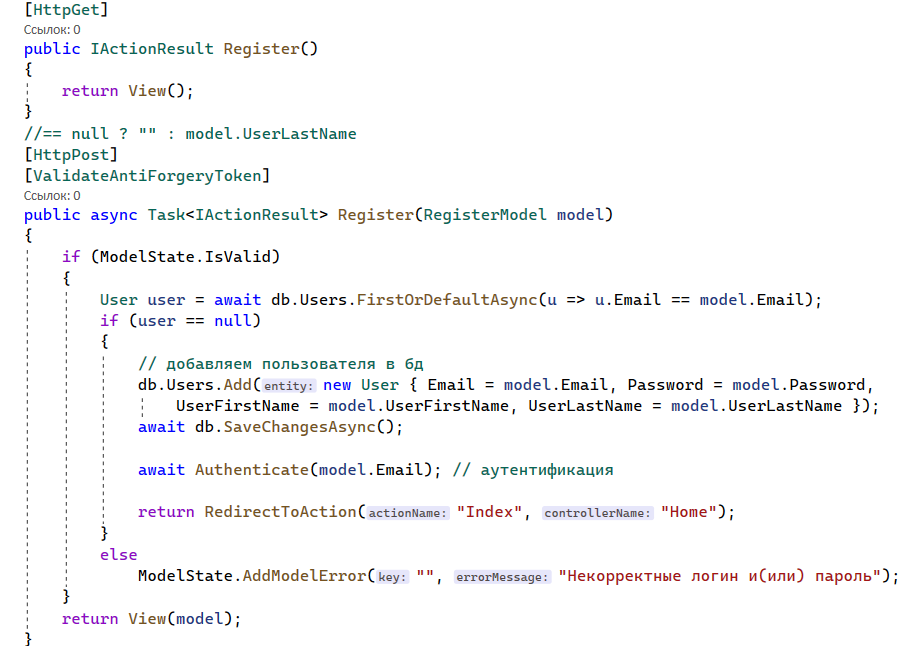 [HttpGet]
Ссылок: 0
public IActionResult Register()
{
    return View();
}
//== null ? "" : model.UserLastName
[HttpPost]
[ValidateAntiForgeryToken]
Ссылок: 0
public async Task<IActionResult> Register(RegisterModel model)
{
    if (ModelState.IsValid)
    {
        User user = await db.Users.FirstOrDefaultAsync(u => u.Email == model.Email);
        if (user == null)
        {
            // добавляем пользователя в бд
            db.Users.Add(entity: new User { Email = model.Email, Password = model.Password,
                UserFirstName = model.UserFirstName, UserLastName = model.UserLastName });
            await db.SaveChangesAsync();

            await Authenticate(model.Email); // аутентификация

            return RedirectToAction(actionName: "Index", controllerName: "Home");
        }
        else
            ModelState.AddModelError(key: "", errorMessage: "Некорректные логин и(или) пароль");
    }
    return View(model);
}